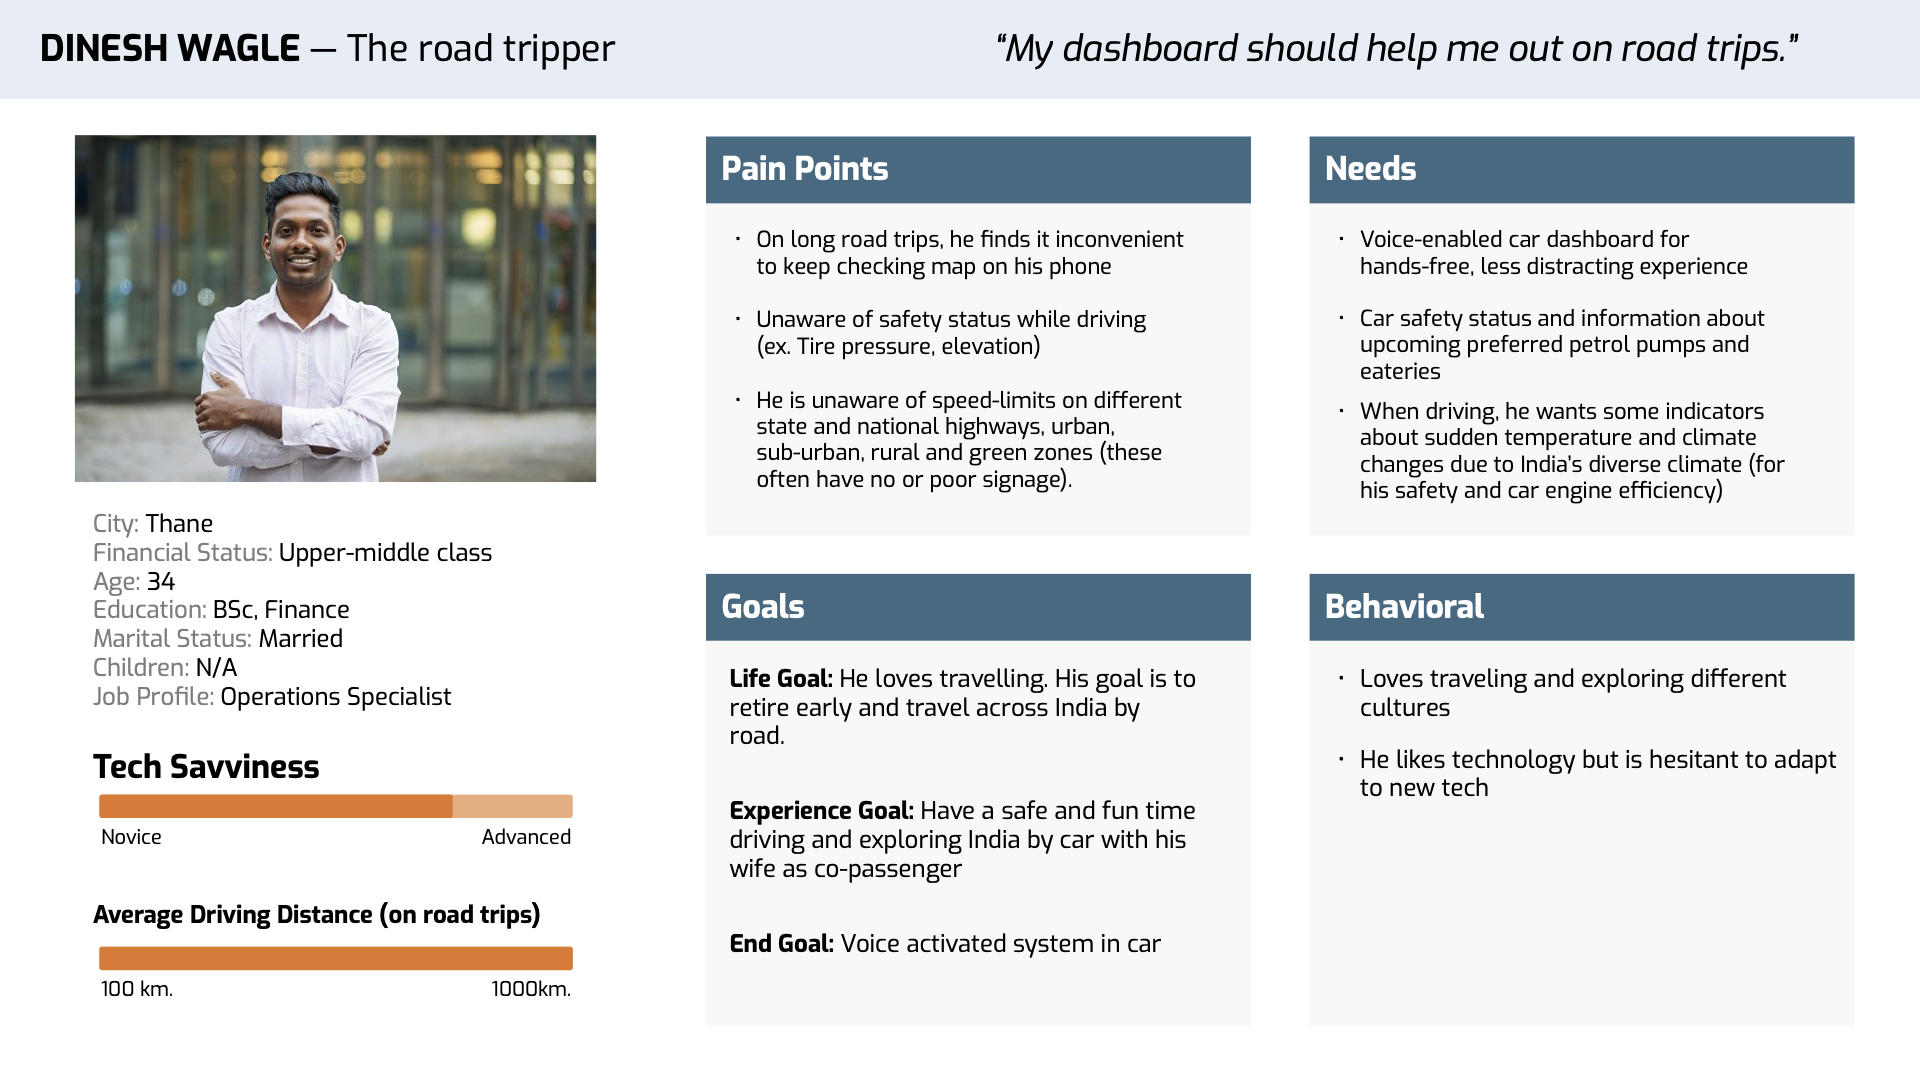 DINESH WAGLE — The road tripper
“My dashboard should help me out on road trips.”
City: Thane
Financial Status: Upper-middle class
Age: 34
Education: BSc, Finance
Marital Status: Married
Children: N/A
Job Profile: Operations Specialist
Tech Savviness
Novice Advanced
Average Driving Distance (on road trips)
100 km. 1000km.
Pain Points
· On long road trips, he finds it inconvenient
to keep checking map on his phone
· Unaware of safety status while driving
(ex. Tire pressure, elevation)
· He is unaware of speed-limits on different
state and national highways, urban,
sub-urban, rural and green zones (these
often have no or poor signage).
Needs
· Voice-enabled car dashboard for
hands-free, less distracting experience
· Car safety status and information about
upcoming preferred petrol pumps and
eateries
· When driving, he wants some indicators
about sudden temperature and climate
changes due to India's diverse climate (for
his safety and car engine efficiency)
Goals
Life Goal: He loves travelling. His goal is to
retire early and travel across India by
road.
Experience Goal: Have a safe and fun time
driving and exploring India by car with his
wife as co-passenger
End Goal: Voice activated system in car
Behavioral
· Loves traveling and exploring different
cultures
· He likes technology but is hesitant to adapt
to new tech